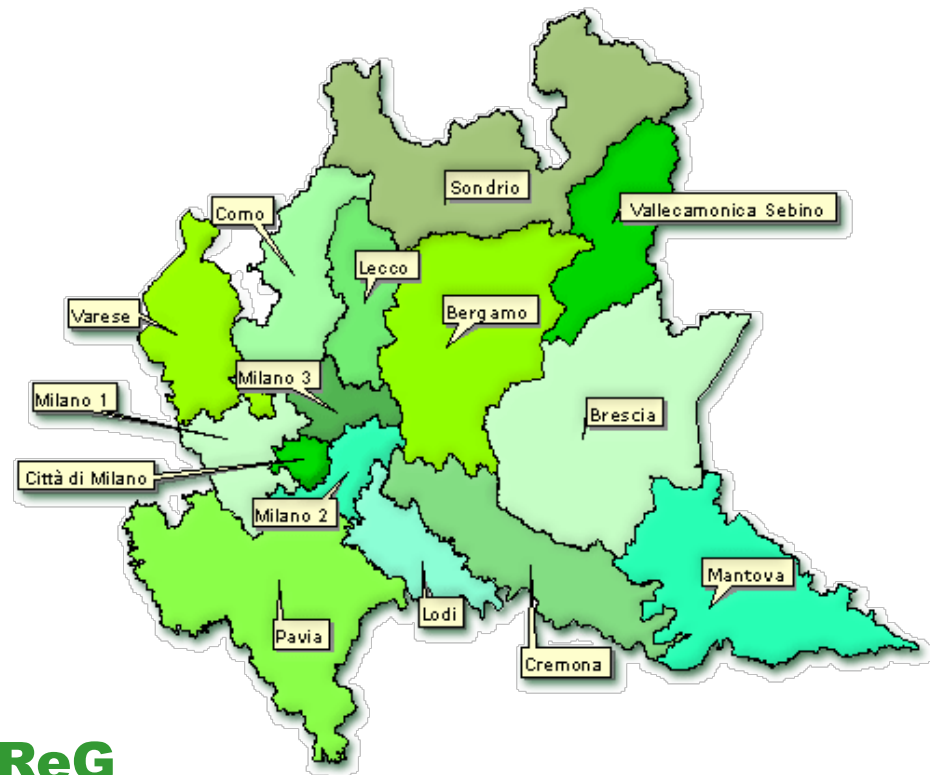 Sondrio
Vallecamonica Sebino
Como
Lecco
Varese
Bergamo
Milano 3
Milano 1
Brescia
Città di Milano
Milano 2
Mantova
Lodi
Pavia
Cremona
ReG